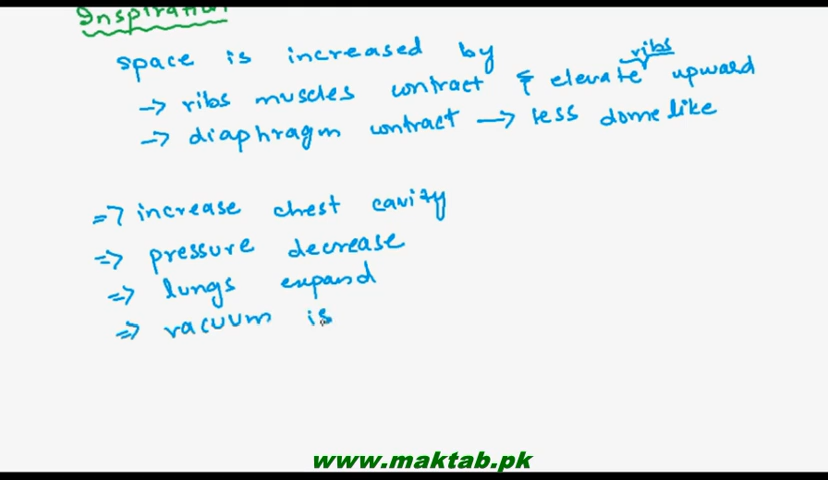 Inspiration
space is increased by
→ ribs muscles contract & elevate ribs upward
→ diaphragm contract → less dome like
⇒ increase chest cavity
⇒ pressure decrease
⇒ lungs expand
⇒ vacuum is
www.maktab.pk